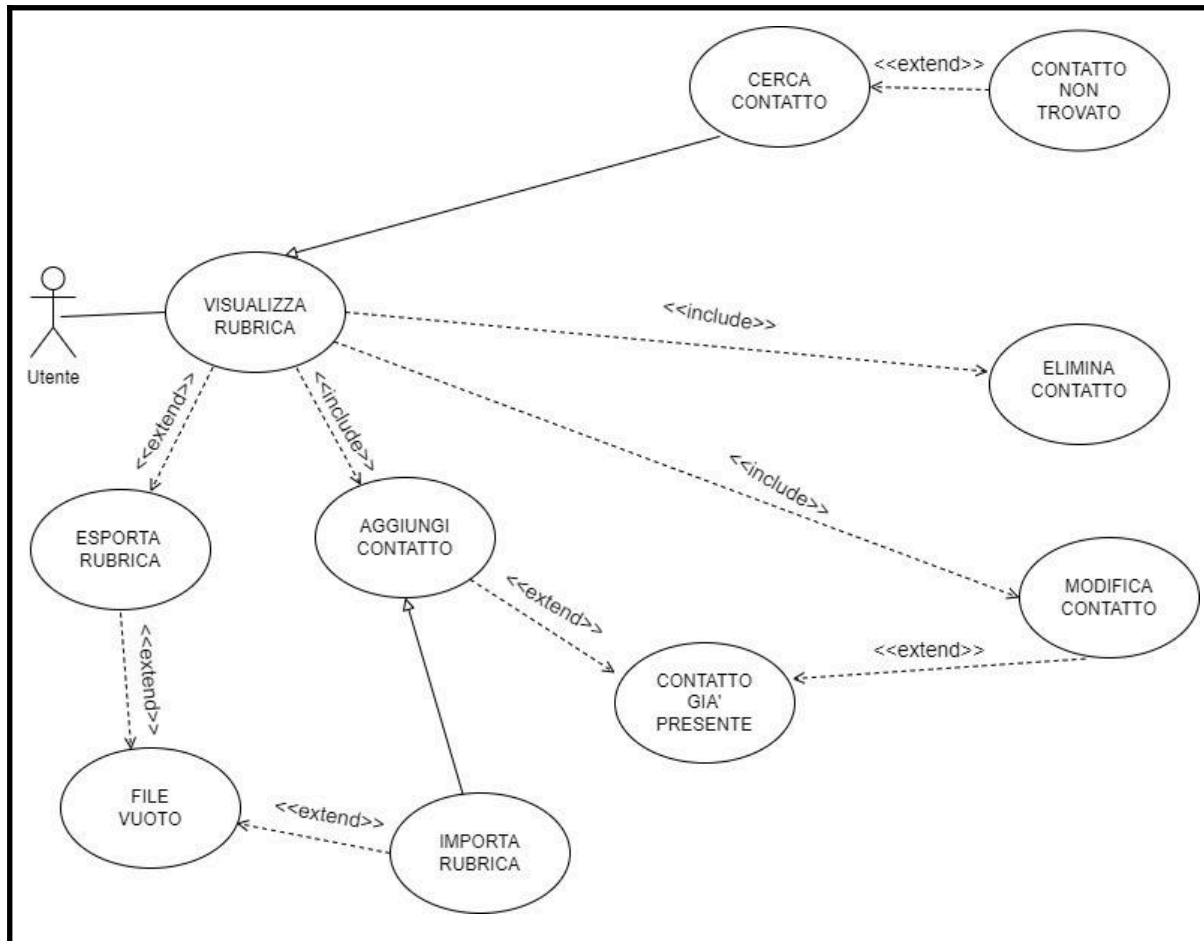 CERCA
CONTATTO
<<extend>>
CONTATTO
NON
TROVATO
VISUALIZZA
RUBRICA
Utente
<<include>>
ELIMINA
CONTATTO
<<extend>>
<<include>>
<<include>>
ESPORTA
RUBRICA
AGGIUNGI
CONTATTO
MODIFICA
CONTATTO
<<extend>>
<<extend>>
<<extend>>
CONTATTO
GIA'
PRESENTE
FILE
VUOTO
<<extend>>
IMPORTA
RUBRICA